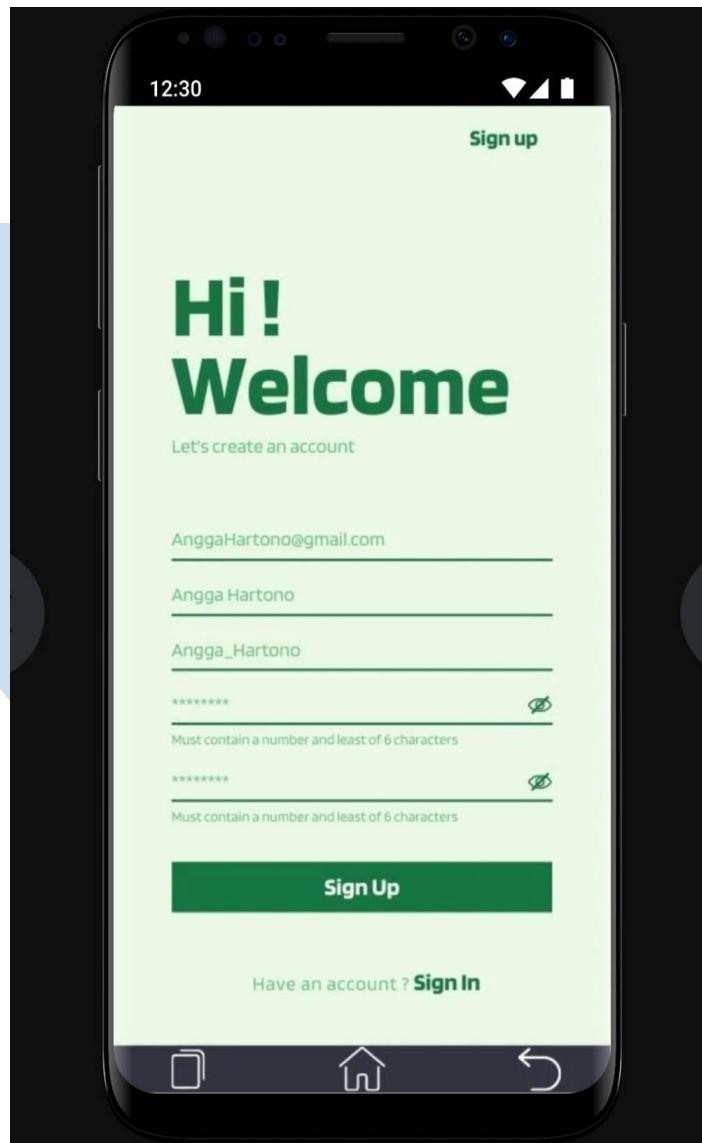 12:30
Sign up
Hi !
Welcome
Let's create an account
AnggaHartono@gmail.com
Angga Hartono
Angga_Hartono
********
Must contain a number and least of 6 characters
********
Must contain a number and least of 6 characters
Sign Up
Have an account ? Sign In